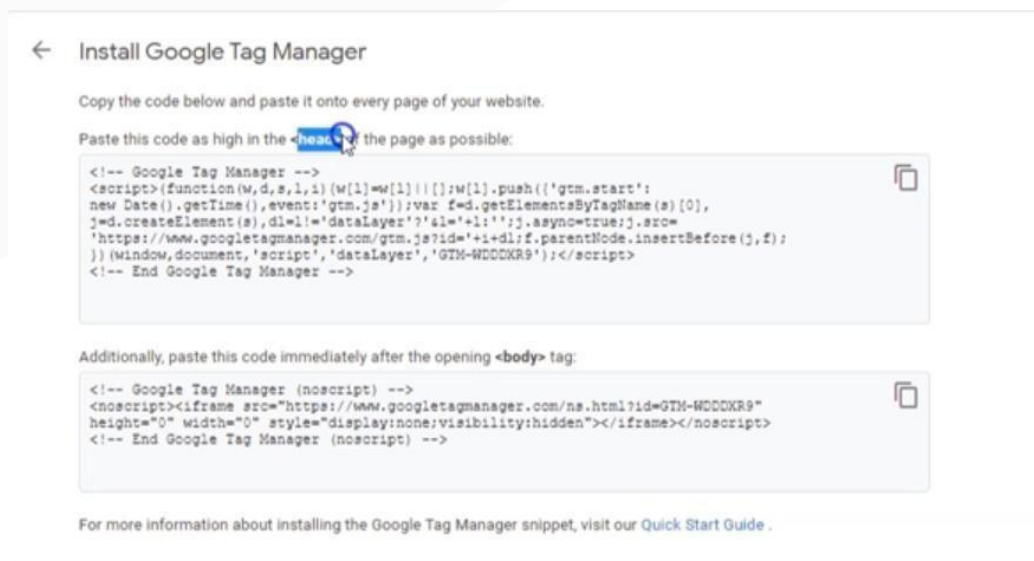 Install Google Tag Manager
Copy the code below and paste it onto every page of your website.
Paste this code as high in the <head> of the page as possible:
<!-- Google Tag Manager -->
<script>(function(w,d,s,l,i){w[l]=w[l]||[];w[l].push({'gtm.start':
new Date().getTime(),event:'gtm.js'});var f=d.getElementsByTagName(s)[0],
j=d.createElement(s),dl=l!='dataLayer'?'&l='+l:'';j.async=true;j.src=
'https://www.googletagmanager.com/gtm.js?id='+i+dl;f.parentNode.insertBefore(j,f);
})(window,document,'script','dataLayer','GTM-WDDDXR9');</script>
<!-- End Google Tag Manager -->
Additionally, paste this code immediately after the opening <body> tag:
<!-- Google Tag Manager (noscript) -->
<noscript><iframe src="https://www.googletagmanager.com/ns.html?id=GTM-WDDDXR9"
height="0" width="0" style="display:none;visibility:hidden"></iframe></noscript>
<!-- End Google Tag Manager (noscript) -->
For more information about installing the Google Tag Manager snippet, visit our Quick Start Guide .